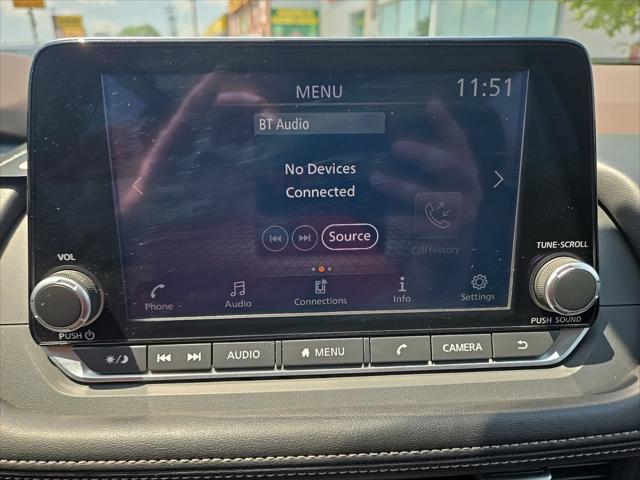 MENU
11:51
BT Audio
No Devices
Connected
Source
Call History
Phone
Audio
Connections
Info
Settings
VOL
PUSH
TUNE·SCROLL
PUSH SOUND
AUDIO
MENU
CAMERA